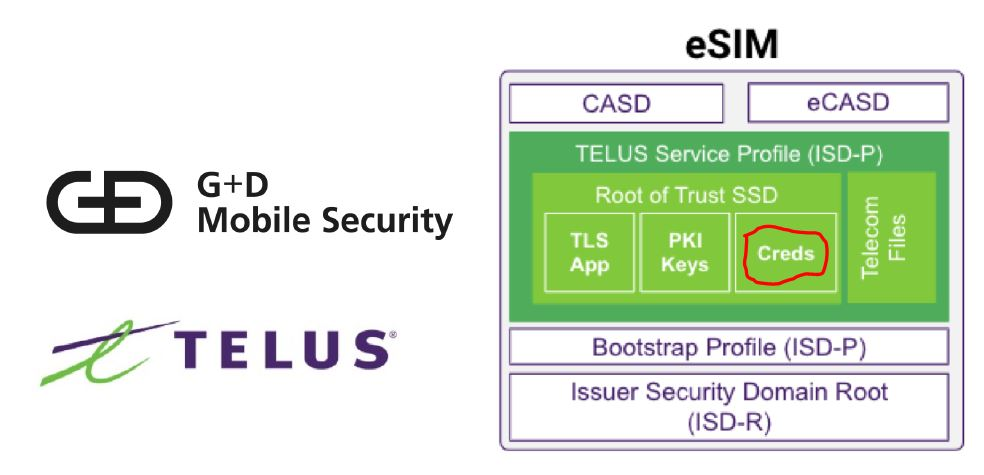 G+D
Mobile Security
TELUS®
eSIM
CASD
eCASD
TELUS Service Profile (ISD-P)
Root of Trust SSD
TLS
App
PKI
Keys
Creds
Telecom
Files
Bootstrap Profile (ISD-P)
Issuer Security Domain Root
(ISD-R)